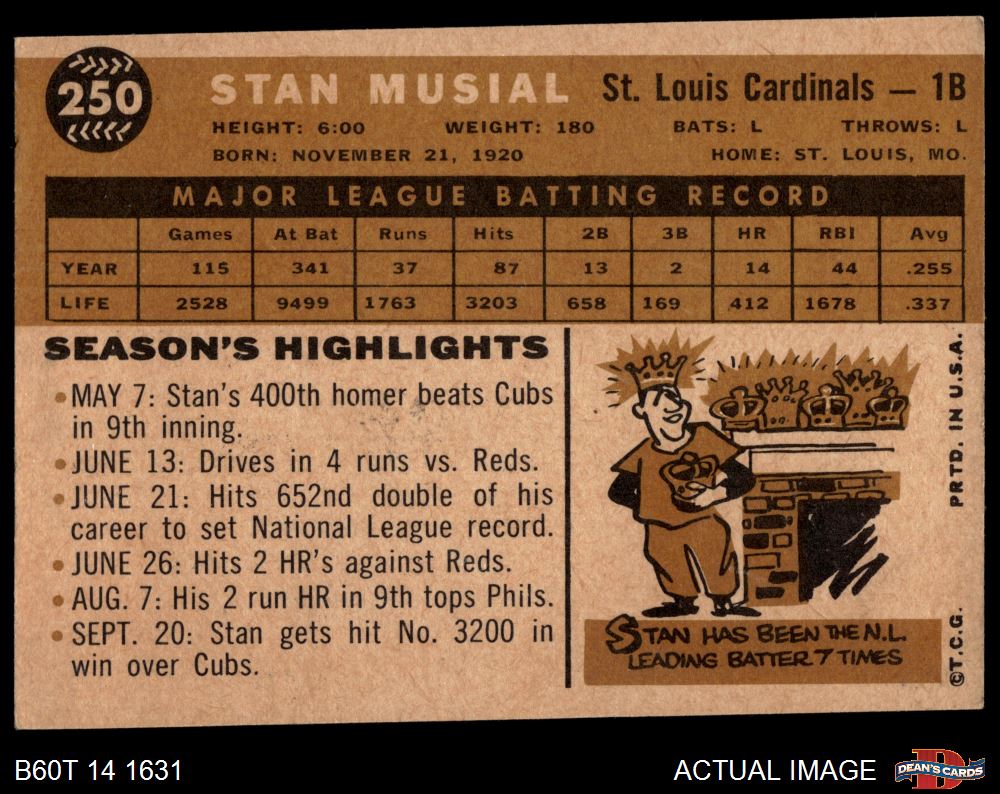 250
STAN MUSIAL St. Louis Cardinals — 1B
HEIGHT: 6:00 WEIGHT: 180 BATS: L THROWS: L
BORN: NOVEMBER 21, 1920 HOME: ST. LOUIS, MO.
MAJOR LEAGUE BATTING RECORD
Games At Bat Runs Hits 2B 3B HR RBI Avg
YEAR 115 341 37 87 13 2 14 44 .255
LIFE 2528 9499 1763 3203 658 169 412 1678 .337
SEASON'S HIGHLIGHTS
• MAY 7: Stan's 400th homer beats Cubs
in 9th inning.
• JUNE 13: Drives in 4 runs vs. Reds.
• JUNE 21: Hits 652nd double of his
career to set National League record.
• JUNE 26: Hits 2 HR's against Reds.
• AUG. 7: His 2 run HR in 9th tops Phils.
• SEPT. 20: Stan gets hit No. 3200 in
win over Cubs.
STAN HAS BEEN THE N.L.
LEADING BATTER 7 TIMES
©T.C.G. PRTD. IN U.S.A.
B60T 14 1631
ACTUAL IMAGE
DEAN'S CARDS